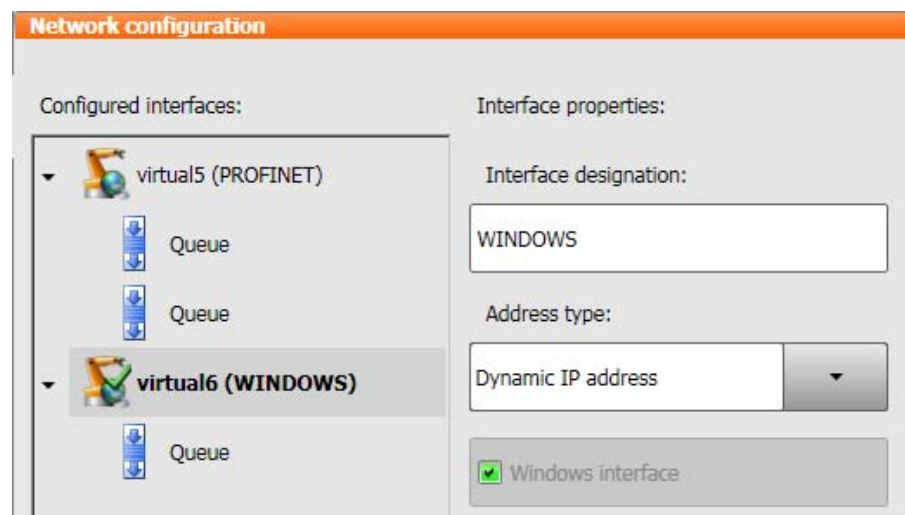 Network configuration
Configured interfaces:
virtual5 (PROFINET)
Queue
Queue
virtual6 (WINDOWS)
Queue
Interface properties:
Interface designation:
WINDOWS
Address type:
Dynamic IP address
Windows interface